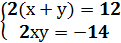 2(x + y) = 12
2xy = −14